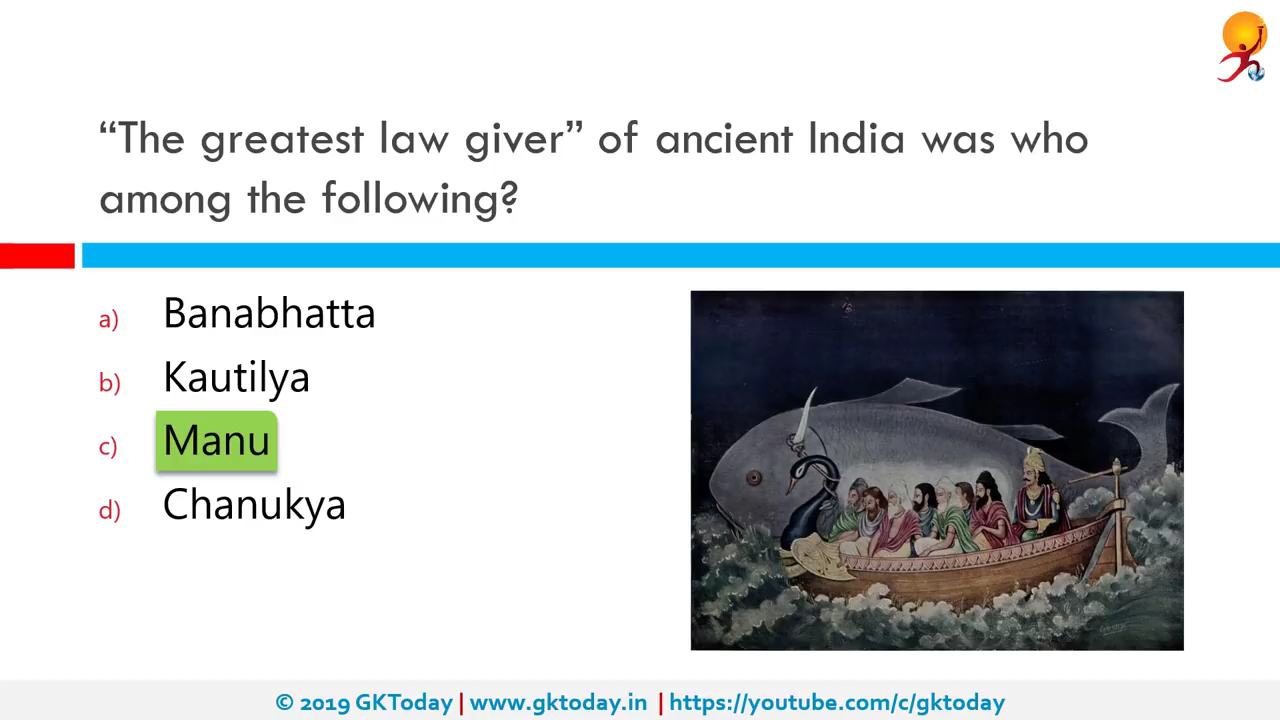 “The greatest law giver” of ancient India was who
among the following?
a) Banabhatta
b) Kautilya
c) Manu
d) Chanukya
© 2019 GKToday | www.gktoday.in | https://youtube.com/c/gktoday